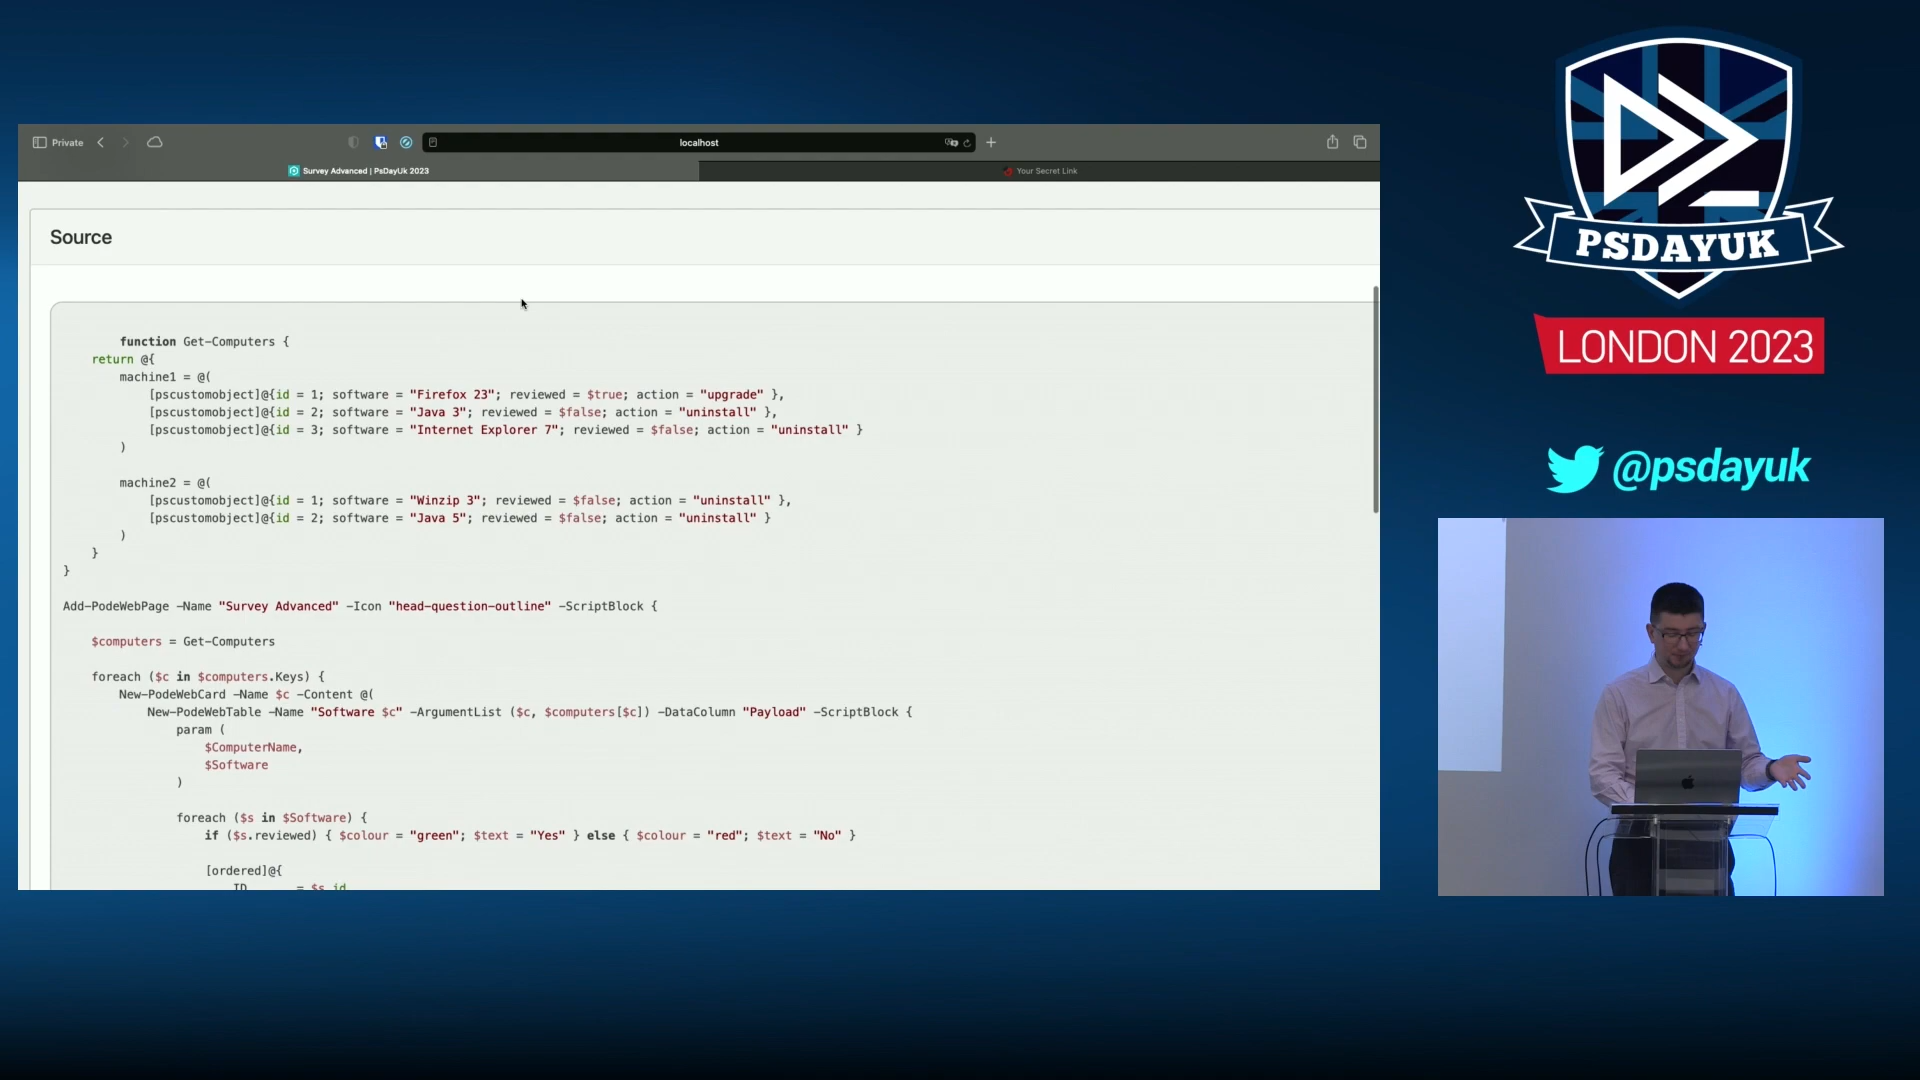 Private
localhost
Survey Advanced | PsDayUk 2023
Your Secret Link
Source
function Get-Computers {
return @{
machine1 = @(
[pscustomobject]@{id = 1; software = "Firefox 23"; reviewed = $true; action = "upgrade" },
[pscustomobject]@{id = 2; software = "Java 3"; reviewed = $false; action = "uninstall" },
[pscustomobject]@{id = 3; software = "Internet Explorer 7"; reviewed = $false; action = "uninstall" }
)
machine2 = @(
[pscustomobject]@{id = 1; software = "Winzip 3"; reviewed = $false; action = "uninstall" },
[pscustomobject]@{id = 2; software = "Java 5"; reviewed = $false; action = "uninstall" }
)
}
}
Add-PodeWebPage -Name "Survey Advanced" -Icon "head-question-outline" -ScriptBlock {
$computers = Get-Computers
foreach ($c in $computers.Keys) {
New-PodeWebCard -Name $c -Content @(
New-PodeWebTable -Name "Software $c" -ArgumentList ($c, $computers[$c]) -DataColumn "Payload" -ScriptBlock {
param (
$ComputerName,
$Software
)
foreach ($s in $Software) {
if ($s.reviewed) { $colour = "green"; $text = "Yes" } else { $colour = "red"; $text = "No" }
[ordered]@{
ID = $s.id
PSDAYUK
LONDON 2023
@psdayuk